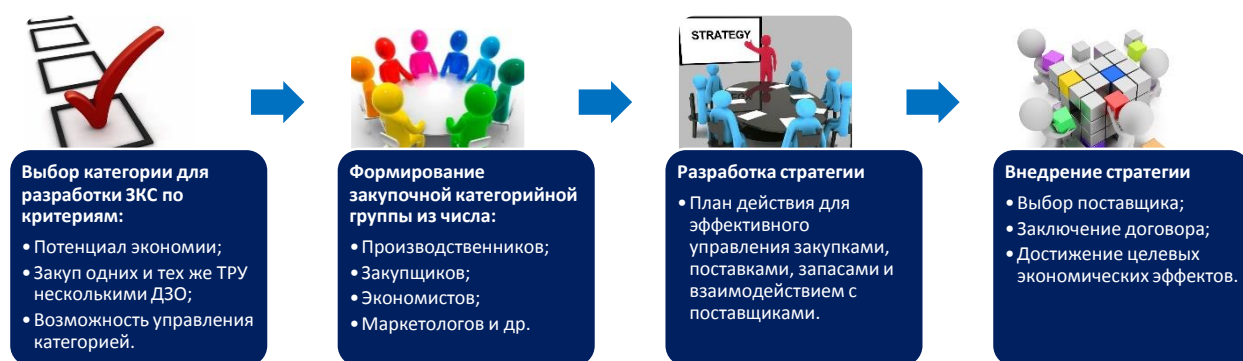 STRATEGY
Выбор категории для
разработки ЗКС по
критериям:
• Потенциал экономии;
• Закуп одних и тех же ТРУ
несколькими ДЗО;
• Возможность управления
категорией.
Формирование
закупочной категорийной
группы из числа:
• Производственников;
• Закупщиков;
• Экономистов;
• Маркетологов и др.
Разработка стратегии
• План действия для
эффективного
управления закупками,
поставками, запасами и
взаимодействием с
поставщиками.
Внедрение стратегии
• Выбор поставщика;
• Заключение договора;
• Достижение целевых
экономических эффектов.